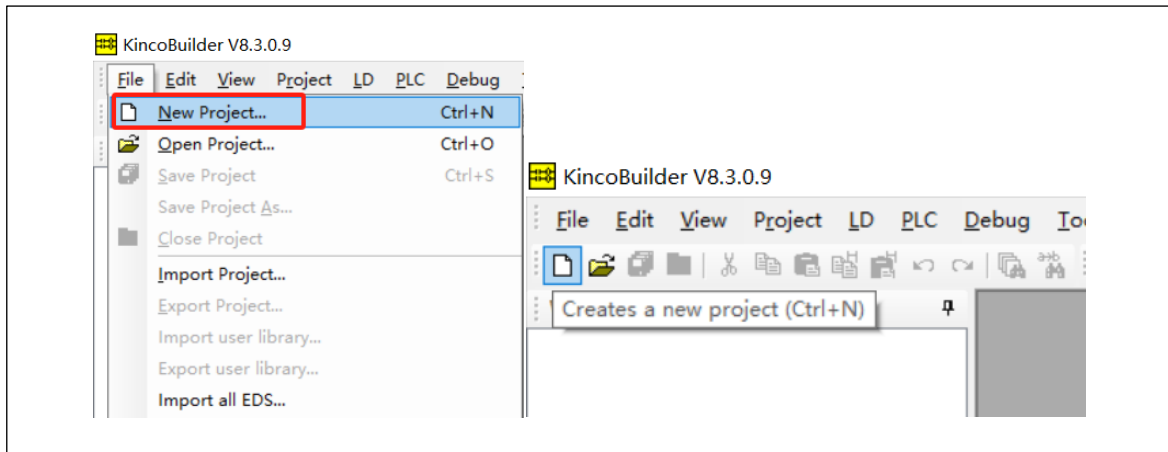 KincoBuilder V8.3.0.9
File Edit View Project LD PLC Debug
New Project... Ctrl+N
Open Project... Ctrl+O
Save Project Ctrl+S
Save Project As...
Close Project
Import Project...
Export Project...
Import user library...
Export user library...
Import all EDS...
KincoBuilder V8.3.0.9
File Edit View Project LD PLC Debug
Creates a new project (Ctrl+N)